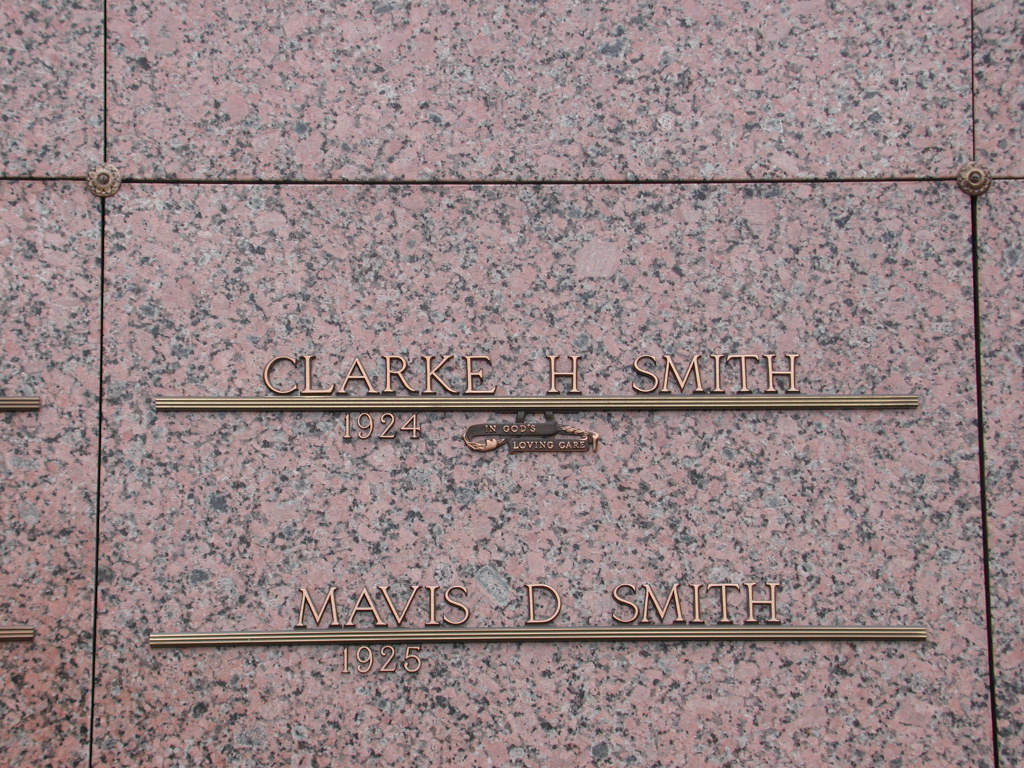 CLARKE H SMITH
1924
IN GOD'S
LOVING CARE
MAVIS D SMITH
1925